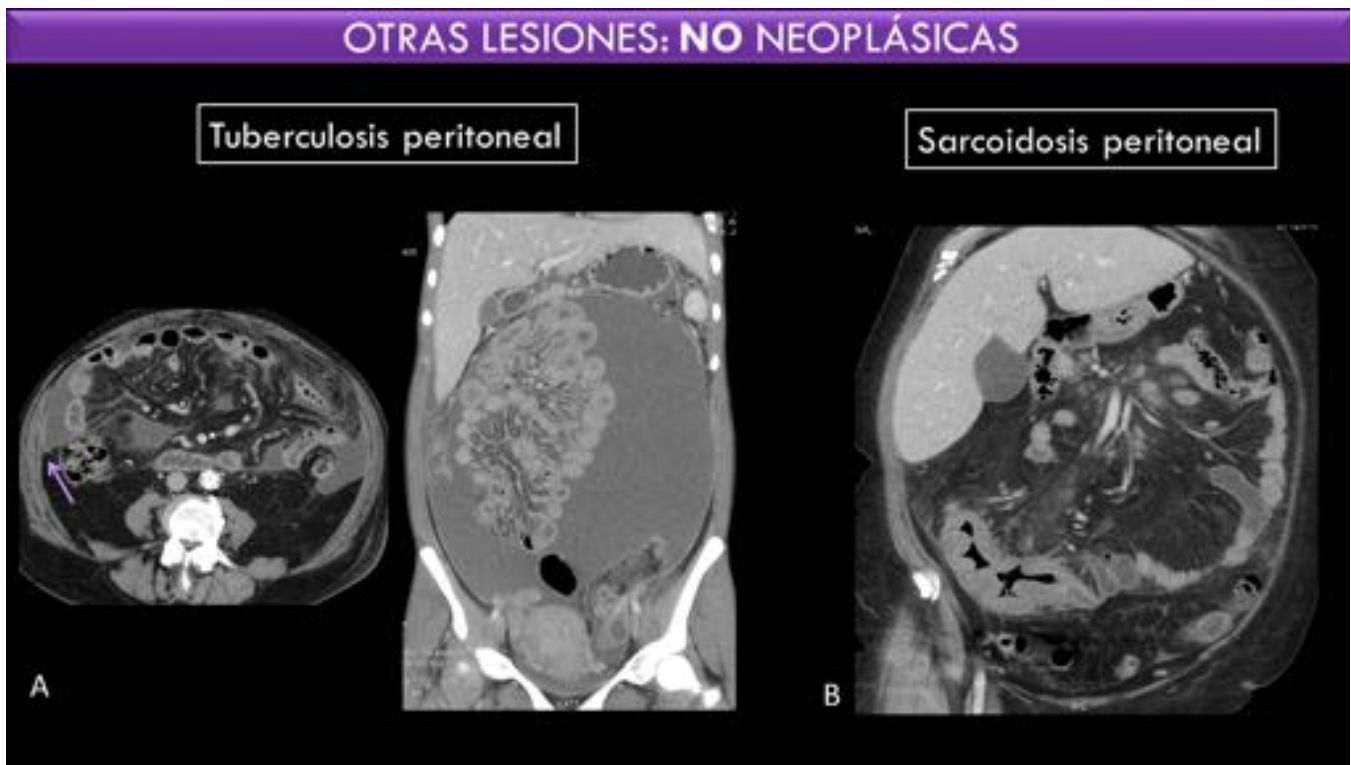 OTRAS LESIONES: NO NEOPLÁSICAS
Tuberculosis peritoneal
Sarcoidosis peritoneal
A
B